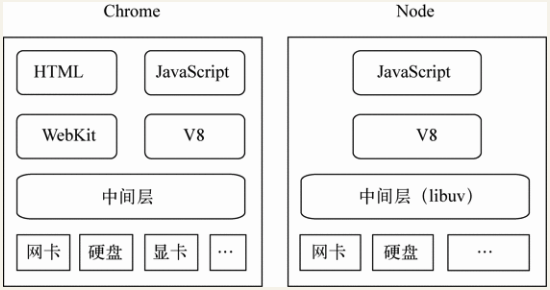 Chrome
HTML JavaScript
WebKit V8
中间层
网卡 硬盘 显卡 …
Node
JavaScript
V8
中间层（libuv）
网卡 硬盘 …